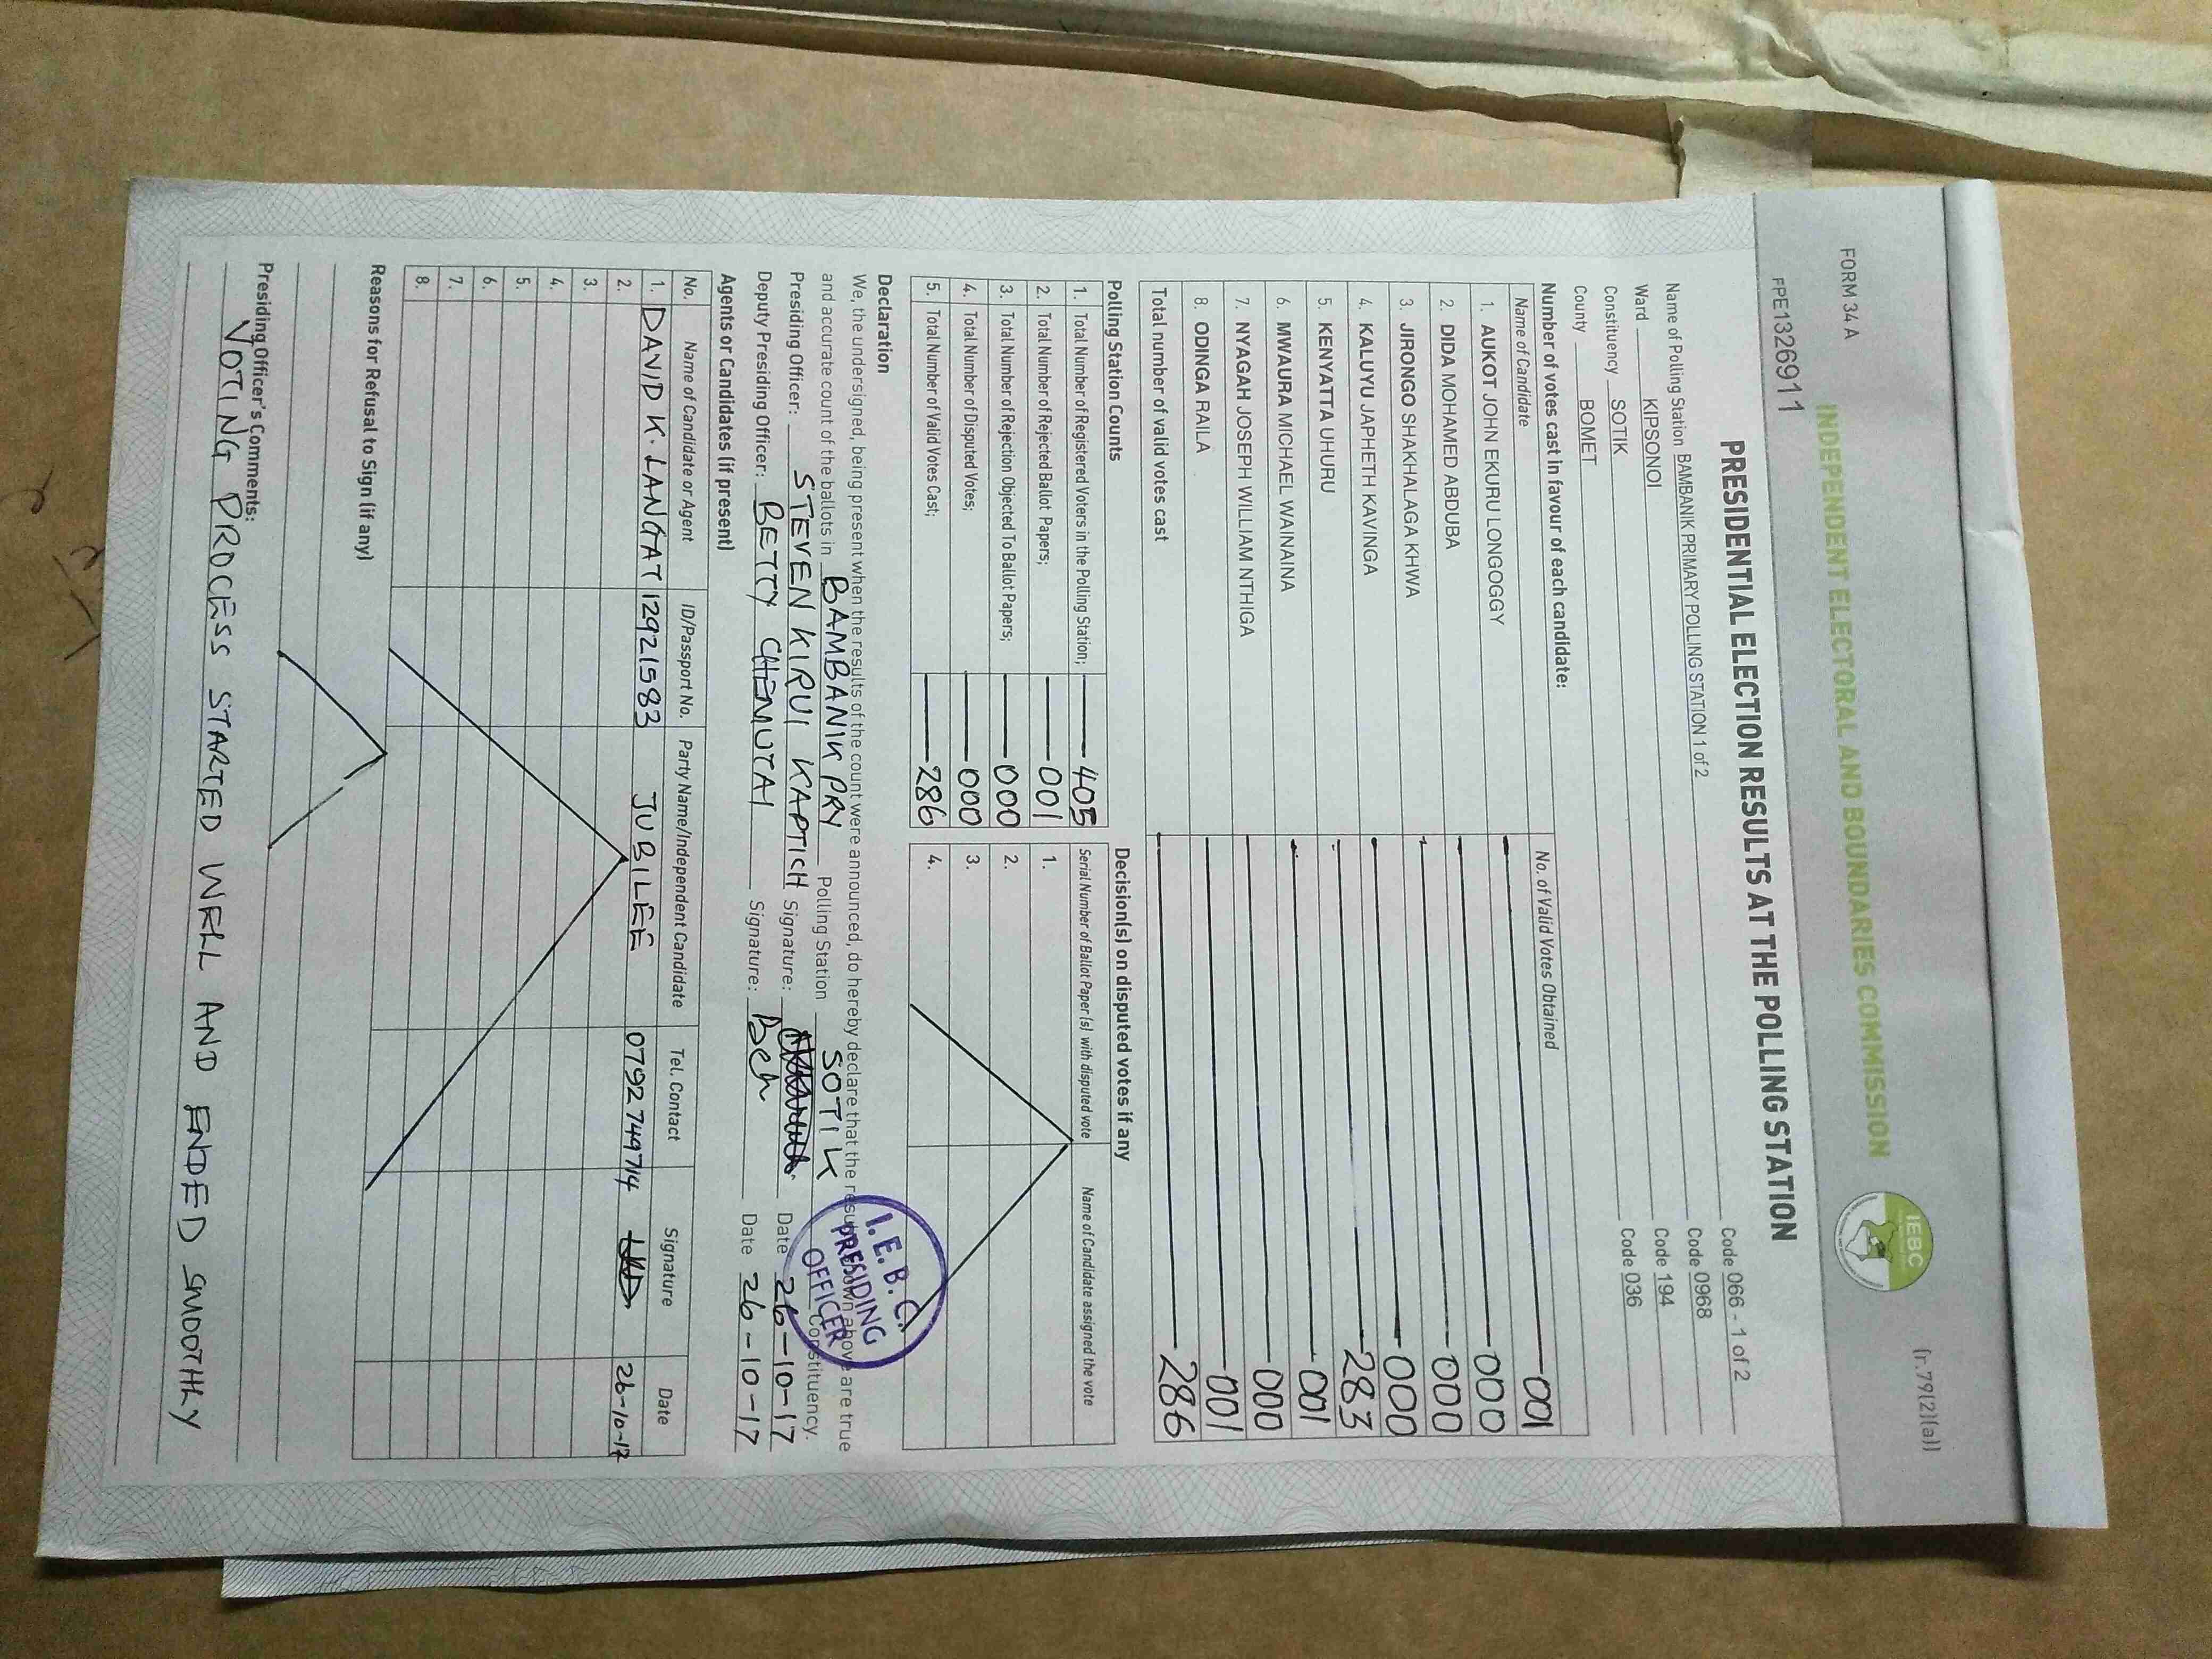 FORM 34 A
(r.79(2)(a))
INDEPENDENT ELECTORAL AND BOUNDARIES COMMISSION
IEBC
FPE1326911
PRESIDENTIAL ELECTION RESULTS AT THE POLLING STATION
Name of Polling Station BAMBANIK PRIMARY POLLING STATION 1 of 2 Code 066 - 1 of 2
Ward KIPSONOI Code 0968
Constituency SOTIK Code 194
County BOMET Code 036
Number of votes cast in favour of each candidate:
Name of Candidate No. of Valid Votes Obtained
1. AUKOT JOHN EKURU LONGOGGY 001
2. DIDA MOHAMED ABDUBA 000
3. JIRONGO SHAKHALAGA KHWA 000
4. KALUYU JAPHETH KAVINGA 000
5. KENYATTA UHURU 283
6. MWAURA MICHAEL WAINAINA 001
7. NYAGAH JOSEPH WILLIAM NTHIGA 000
8. ODINGA RAILA 001
Total number of valid votes cast 286
Polling Station Counts
1. Total Number of Registered Voters in the Polling Station; 405
2. Total Number of Rejected Ballot Papers; 001
3. Total Number of Rejection Objected To Ballot Papers; 000
4. Total Number of Disputed Votes; 000
5. Total Number of Valid Votes Cast; 286
Decision(s) on disputed votes if any
Serial Number of Ballot Paper (s) with disputed vote Name of Candidate assigned the vote
1.
2.
3.
4.
Declaration
We, the undersigned, being present when the results of the count were announced, do hereby declare that the results shown above are true
and accurate count of the ballots in BAMBANIK PRY Polling Station SOTIK Constituency.
Presiding Officer: STEVEN KIRUI KAPTICH Signature: Date 26-10-17
Deputy Presiding Officer: BETTY CHEMUTAI Signature: BCh Date 26-10-17
I.E.B.C.
PRESIDING
OFFICER
Agents or Candidates (if present)
No. Name of Candidate or Agent ID/Passport No. Party Name/Independent Candidate Tel. Contact Signature Date
1. DAVID K. LANGAT 12921583 JUBILEE 0792749714 26-10-17
2.
3.
4.
5.
6.
7.
8.
Reasons for Refusal to Sign (if any)
Presiding Officer's Comments:
VOTING PROCESS STARTED WELL AND ENDED SMOOTHLY